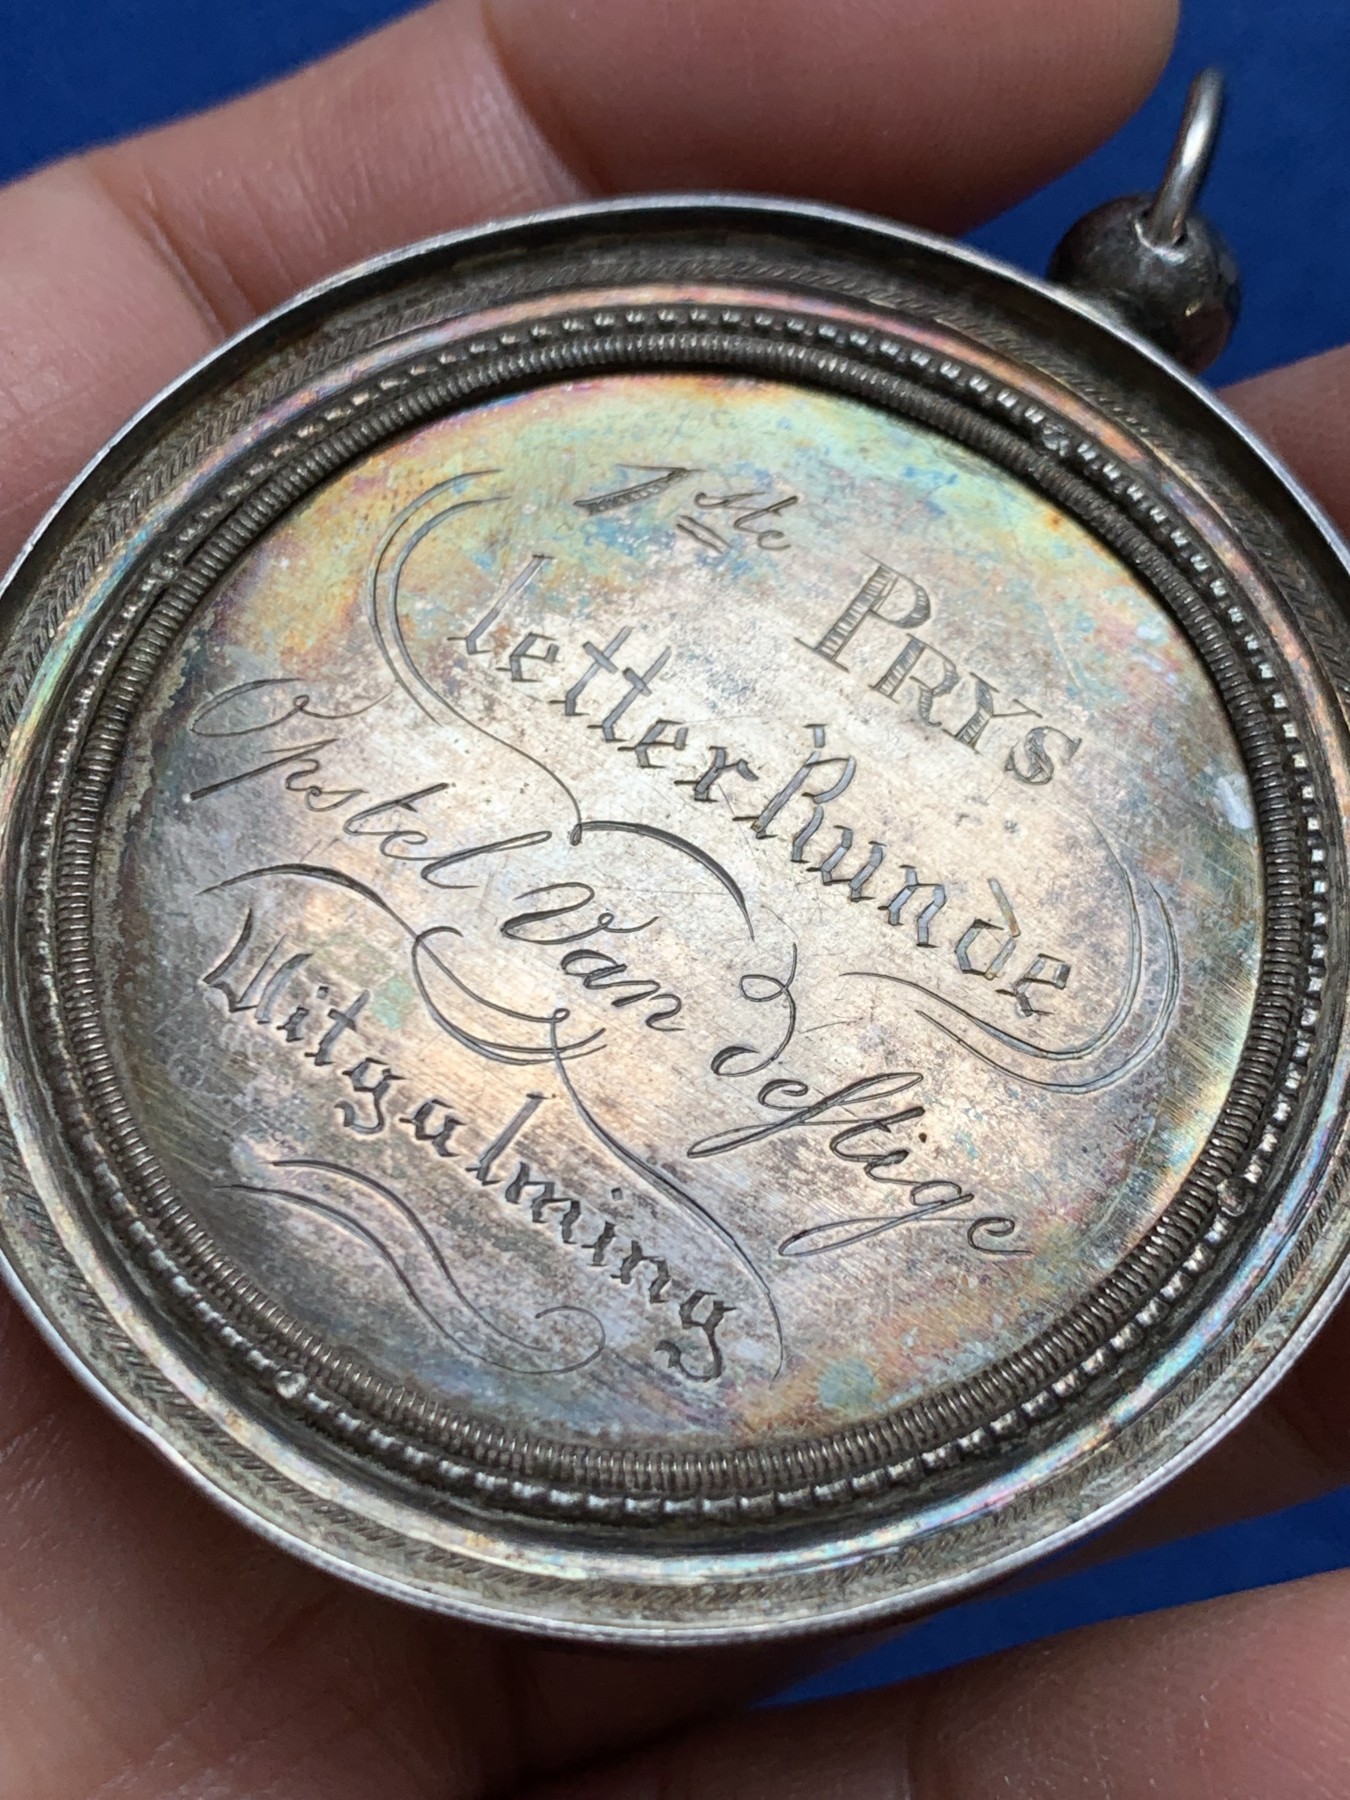 1ste PRYS
letterkunde
Opstel Van Deftige
Uitgalming